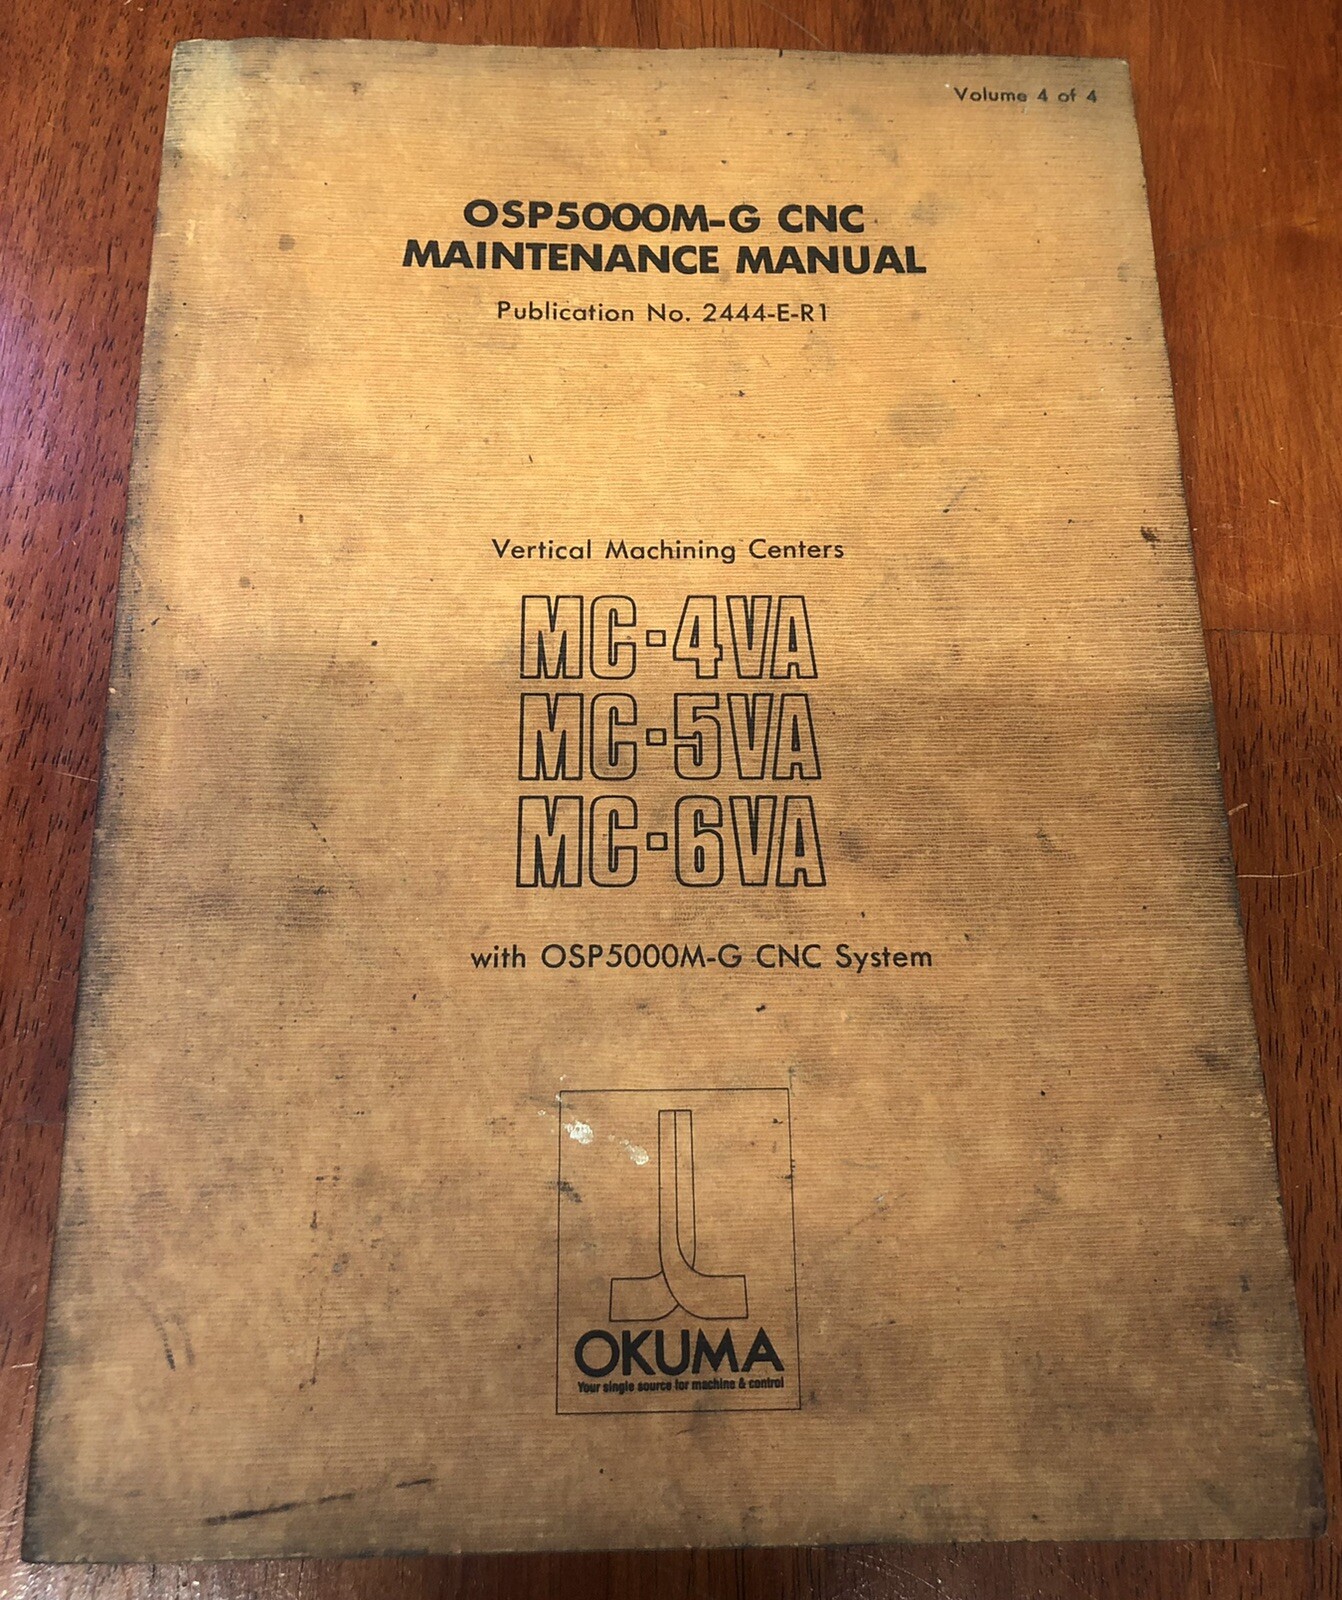 Volume 4 of 4
OSP5000M-G CNC
MAINTENANCE MANUAL
Publication No. 2444-E-R1
Vertical Machining Centers
MC-4VA
MC-5VA
MC-6VA
with OSP5000M-G CNC System
OKUMA
Your single source for machine & control